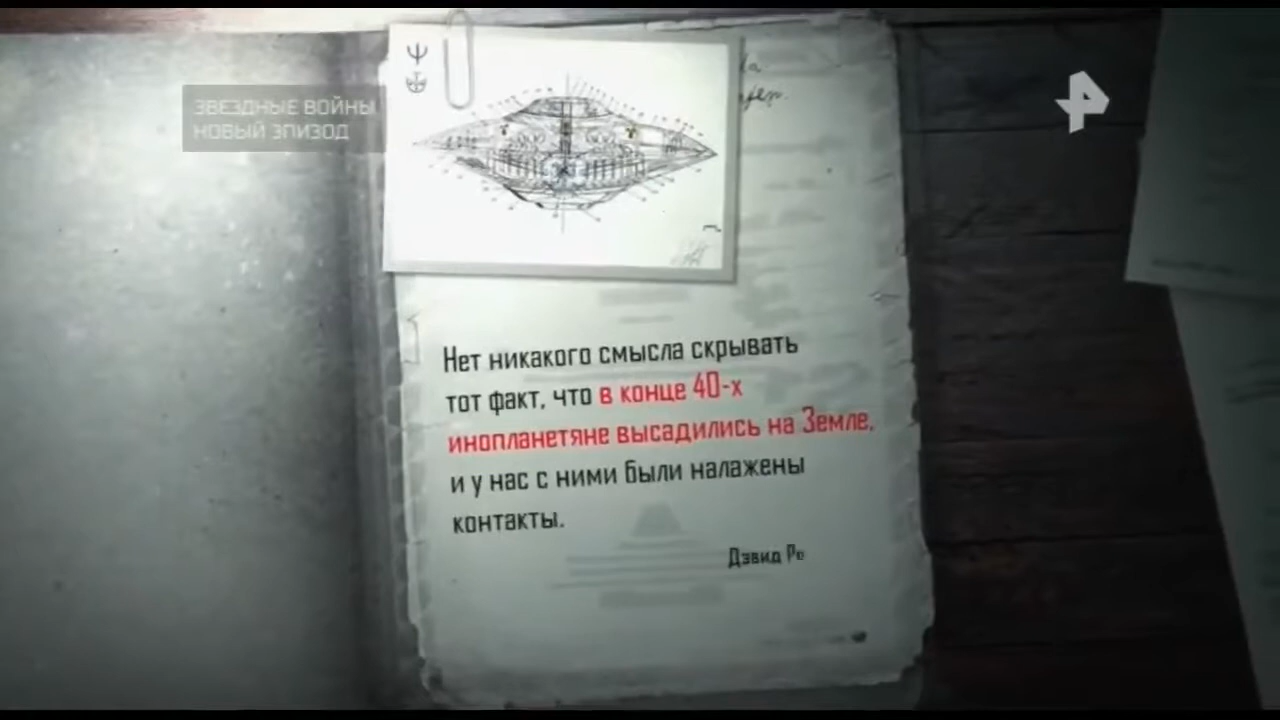 ЗВЕЗДНЫЕ ВОЙНЫ
НОВЫЙ ЭПИЗОД
Нет никакого смысла скрывать
тот факт, что в конце 40-х
инопланетяне высадились на Земле,
и у нас с ними были налажены
контакты.
Дэвид Ро